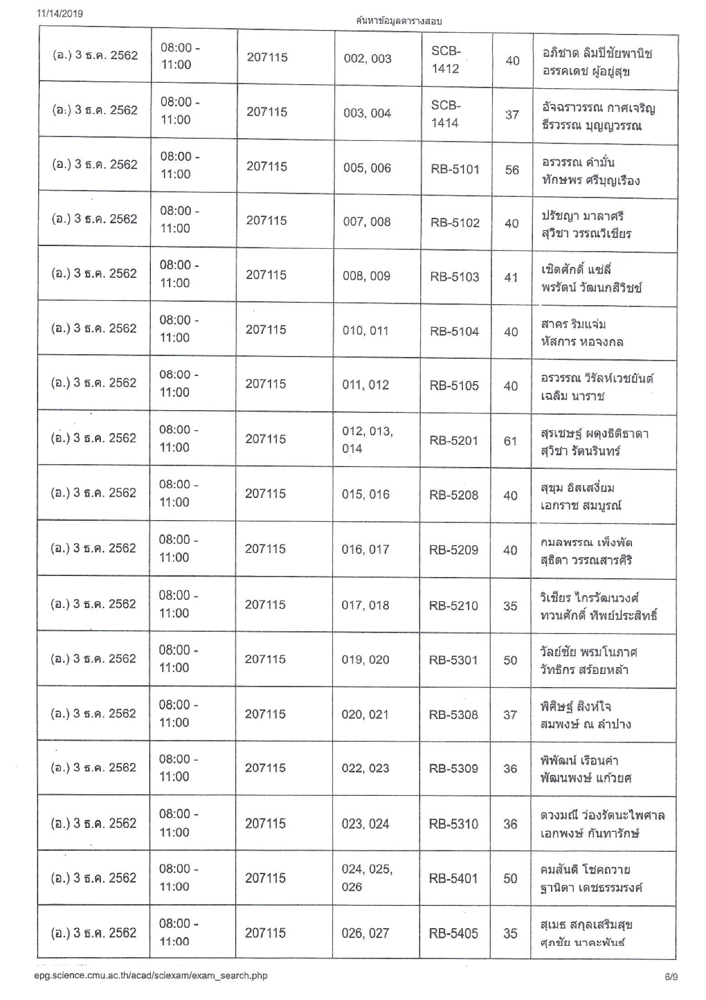 11/14/2019
ค้นหาข้อมูลตารางสอบ
(อ.) 3 ธ.ค. 2562 08:00 - 11:00 207115 002, 003 SCB-1412 40 อภิชาต ลิมปิชัยพานิช
อรรคเดช ผู้อยู่สุข
(อ.) 3 ธ.ค. 2562 08:00 - 11:00 207115 003, 004 SCB-1414 37 อัจฉราวรรณ กาศเจริญ
ธีรวรรณ บุญญวรรณ
(อ.) 3 ธ.ค. 2562 08:00 - 11:00 207115 005, 006 RB-5101 56 อรวรรณ คำมั่น
ทักษพร ศรีบุญเรือง
(อ.) 3 ธ.ค. 2562 08:00 - 11:00 207115 007, 008 RB-5102 40 ปรัชญา มาลาศรี
สุวิชา วรรณวิเชียร
(อ.) 3 ธ.ค. 2562 08:00 - 11:00 207115 008, 009 RB-5103 41 เชิดศักดิ์ แซ่ลี่
พรรัตน์ วัฒนกสิวิชช์
(อ.) 3 ธ.ค. 2562 08:00 - 11:00 207115 010, 011 RB-5104 40 สาคร ริมแจ่ม
หัสการ หอจงกล
(อ.) 3 ธ.ค. 2562 08:00 - 11:00 207115 011, 012 RB-5105 40 อรวรรณ วิรัลห์เวชยันต์
เฉลิม นาราช
(อ.) 3 ธ.ค. 2562 08:00 - 11:00 207115 012, 013, 014 RB-5201 61 สุรเชษฐ์ ผดุงธิติธาดา
สุวิชา รัตนรินทร์
(อ.) 3 ธ.ค. 2562 08:00 - 11:00 207115 015, 016 RB-5208 40 สุขุม อิสเสงี่ยม
เอกราช สมบูรณ์
(อ.) 3 ธ.ค. 2562 08:00 - 11:00 207115 016, 017 RB-5209 40 กมลพรรณ เพ็งพัด
สุธิดา วรรณสารศิริ
(อ.) 3 ธ.ค. 2562 08:00 - 11:00 207115 017, 018 RB-5210 35 วิเชียร ไกรวัฒนวงศ์
ทวนศักดิ์ ทิพย์ประสิทธิ์
(อ.) 3 ธ.ค. 2562 08:00 - 11:00 207115 019, 020 RB-5301 50 วัลย์ชัย พรมโนภาศ
วัทธิกร สร้อยหล้า
(อ.) 3 ธ.ค. 2562 08:00 - 11:00 207115 020, 021 RB-5308 37 พิศิษฐ์ สิงห์ใจ
สมพงษ์ ณ ลำปาง
(อ.) 3 ธ.ค. 2562 08:00 - 11:00 207115 022, 023 RB-5309 36 พิพัฒน์ เรือนคำ
พัฒนพงษ์ แก้วยศ
(อ.) 3 ธ.ค. 2562 08:00 - 11:00 207115 023, 024 RB-5310 36 ดวงมณี ว่องรัตนะไพศาล
เอกพงษ์ กันทารักษ์
(อ.) 3 ธ.ค. 2562 08:00 - 11:00 207115 024, 025, 026 RB-5401 50 คมสันติ โชคถวาย
ฐานิตา เดชธรรมรงค์
(อ.) 3 ธ.ค. 2562 08:00 - 11:00 207115 026, 027 RB-5405 35 สุเมธ สกุลเสริมสุข
ศุภชัย นาคะพันธ์
epg.science.cmu.ac.th/acad/sciexam/exam_search.php 6/9